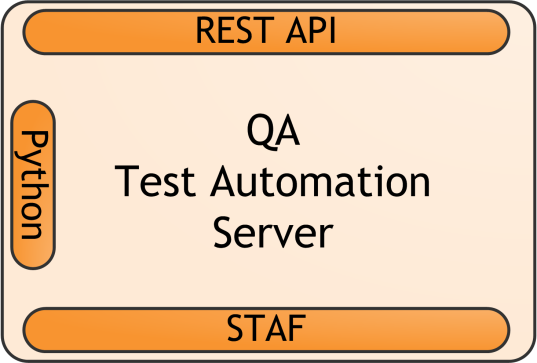 REST API
Python
QA
Test Automation
Server
STAF